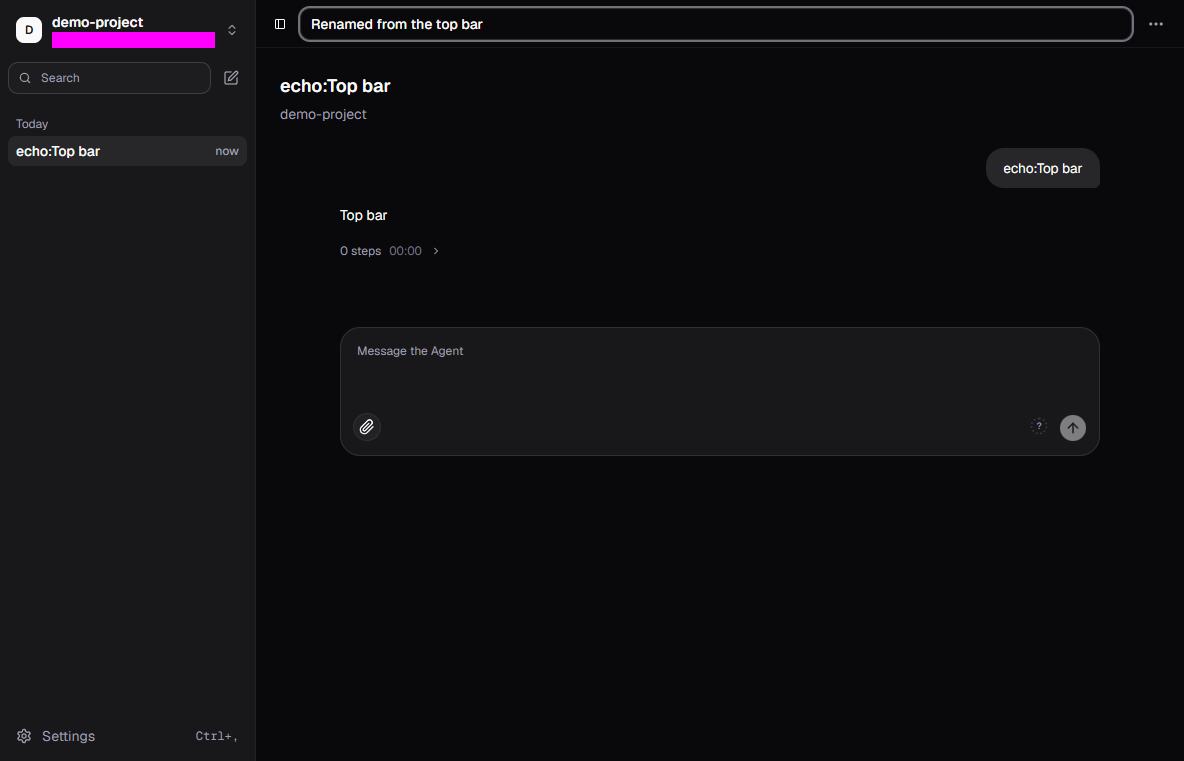 D
demo-project
Search
Today
echo:Top bar now
Settings Ctrl+,
Renamed from the top bar
echo:Top bar
demo-project
echo:Top bar
Top bar
0 steps 00:00
Message the Agent
?